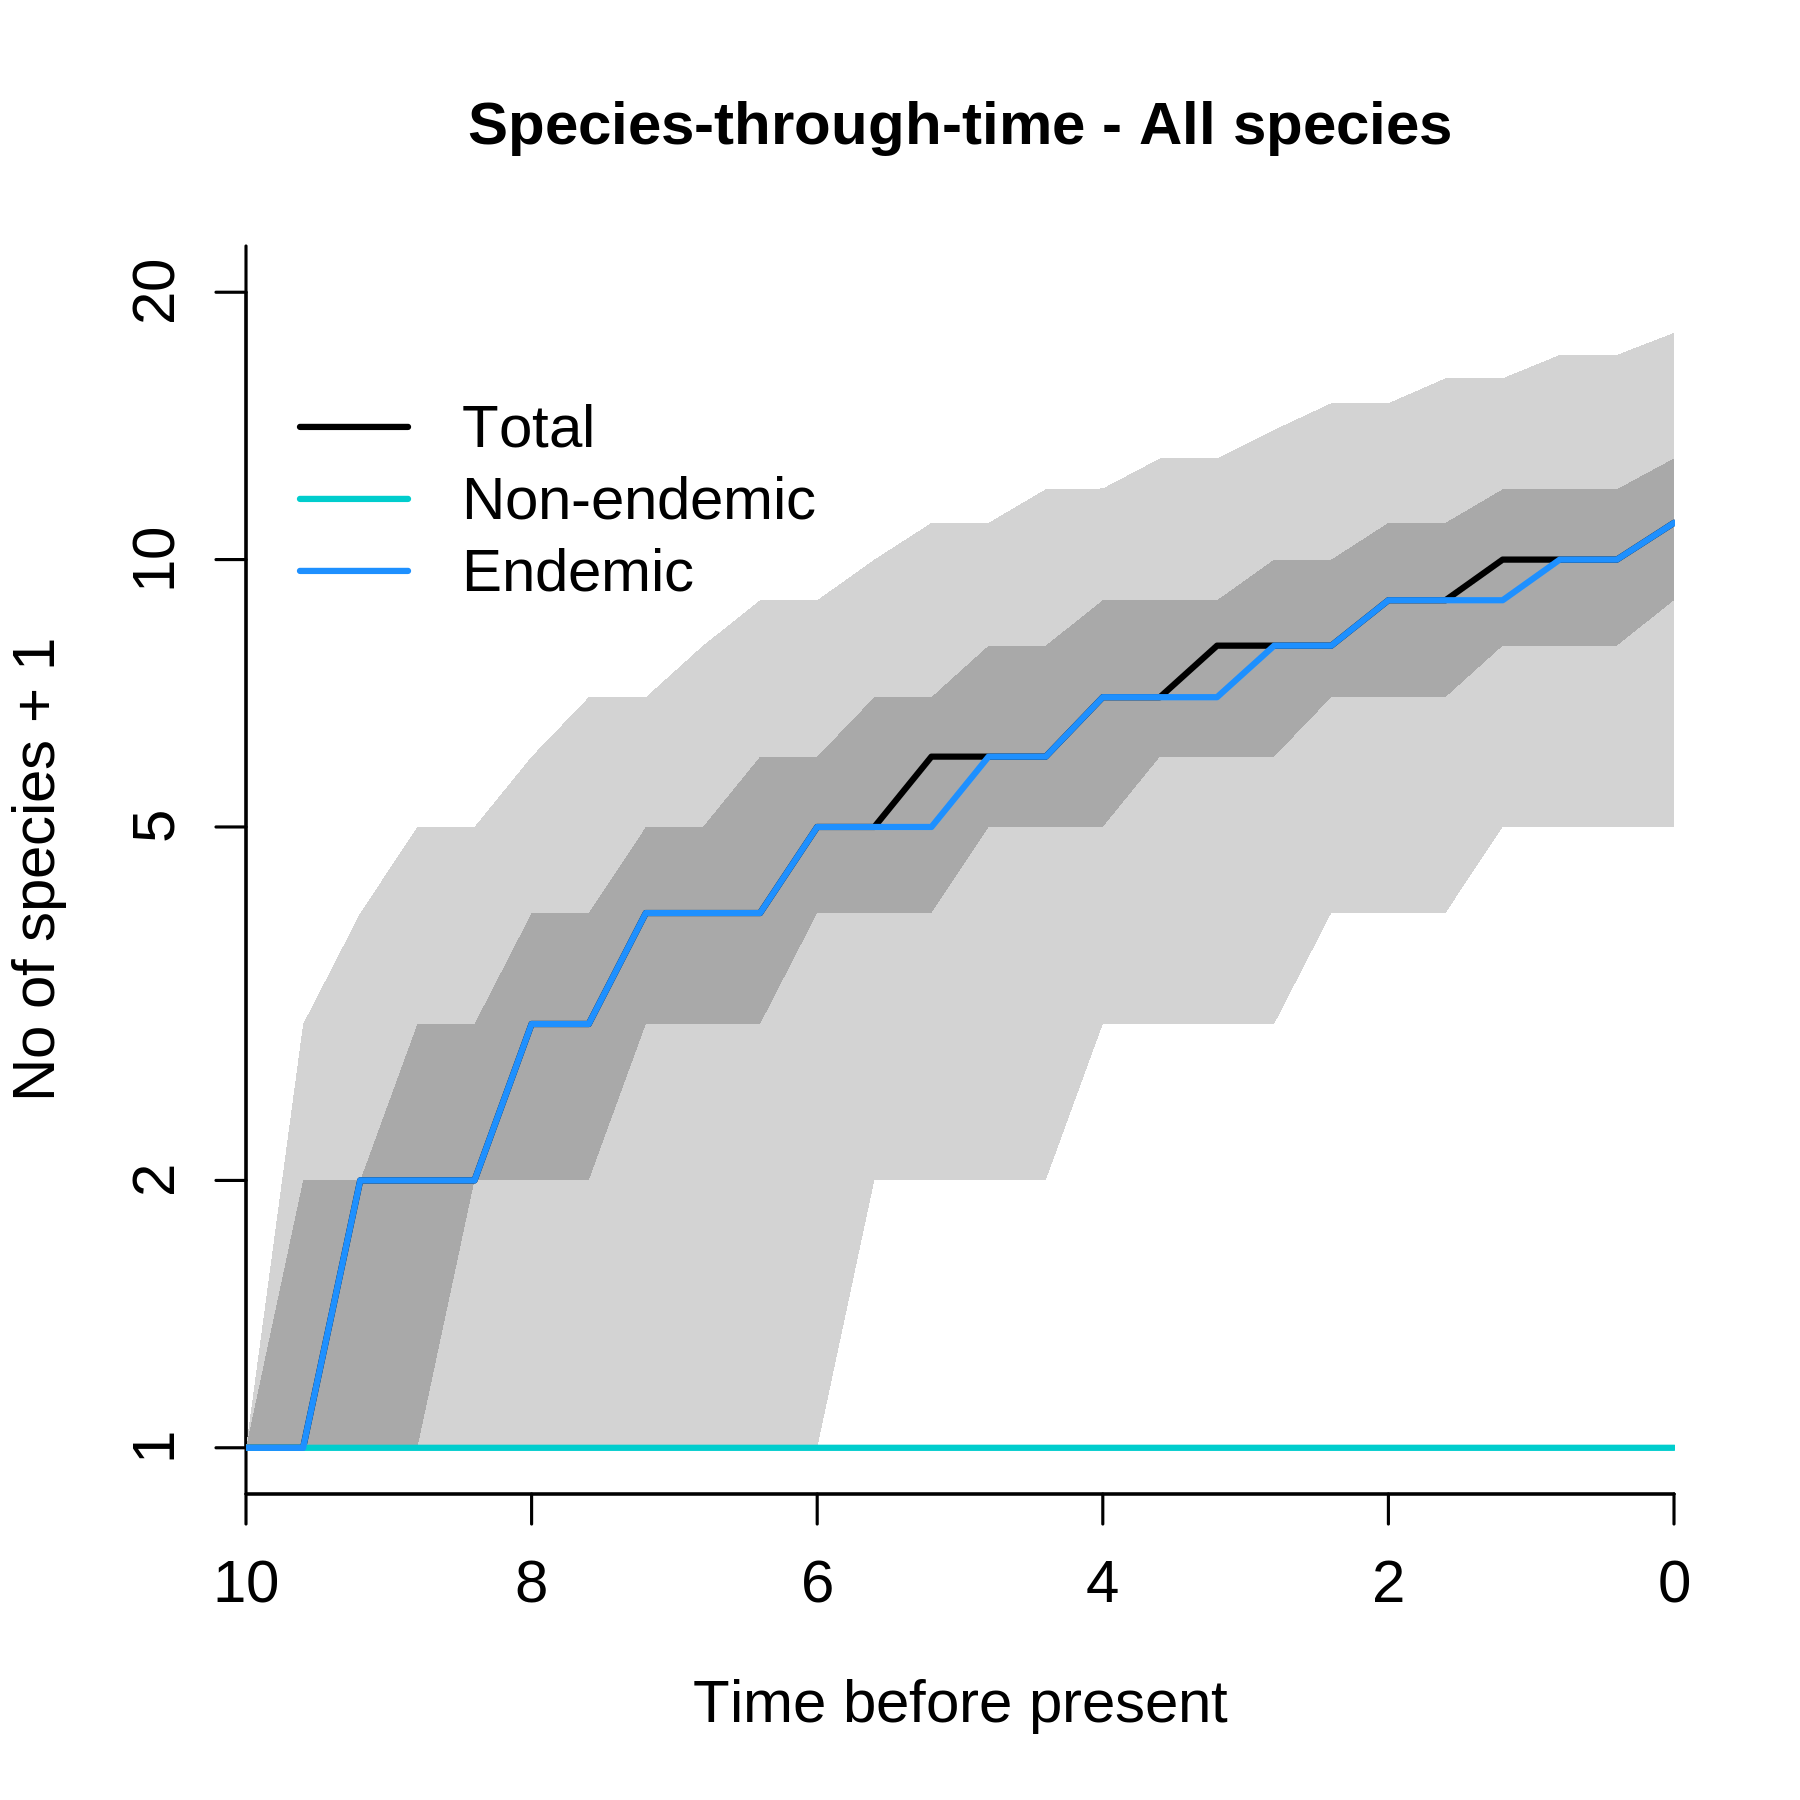 Species-through-time - All species
20
10
5
2
1
No of species + 1
Total
Non-endemic
Endemic
10 8 6 4 2 0
Time before present